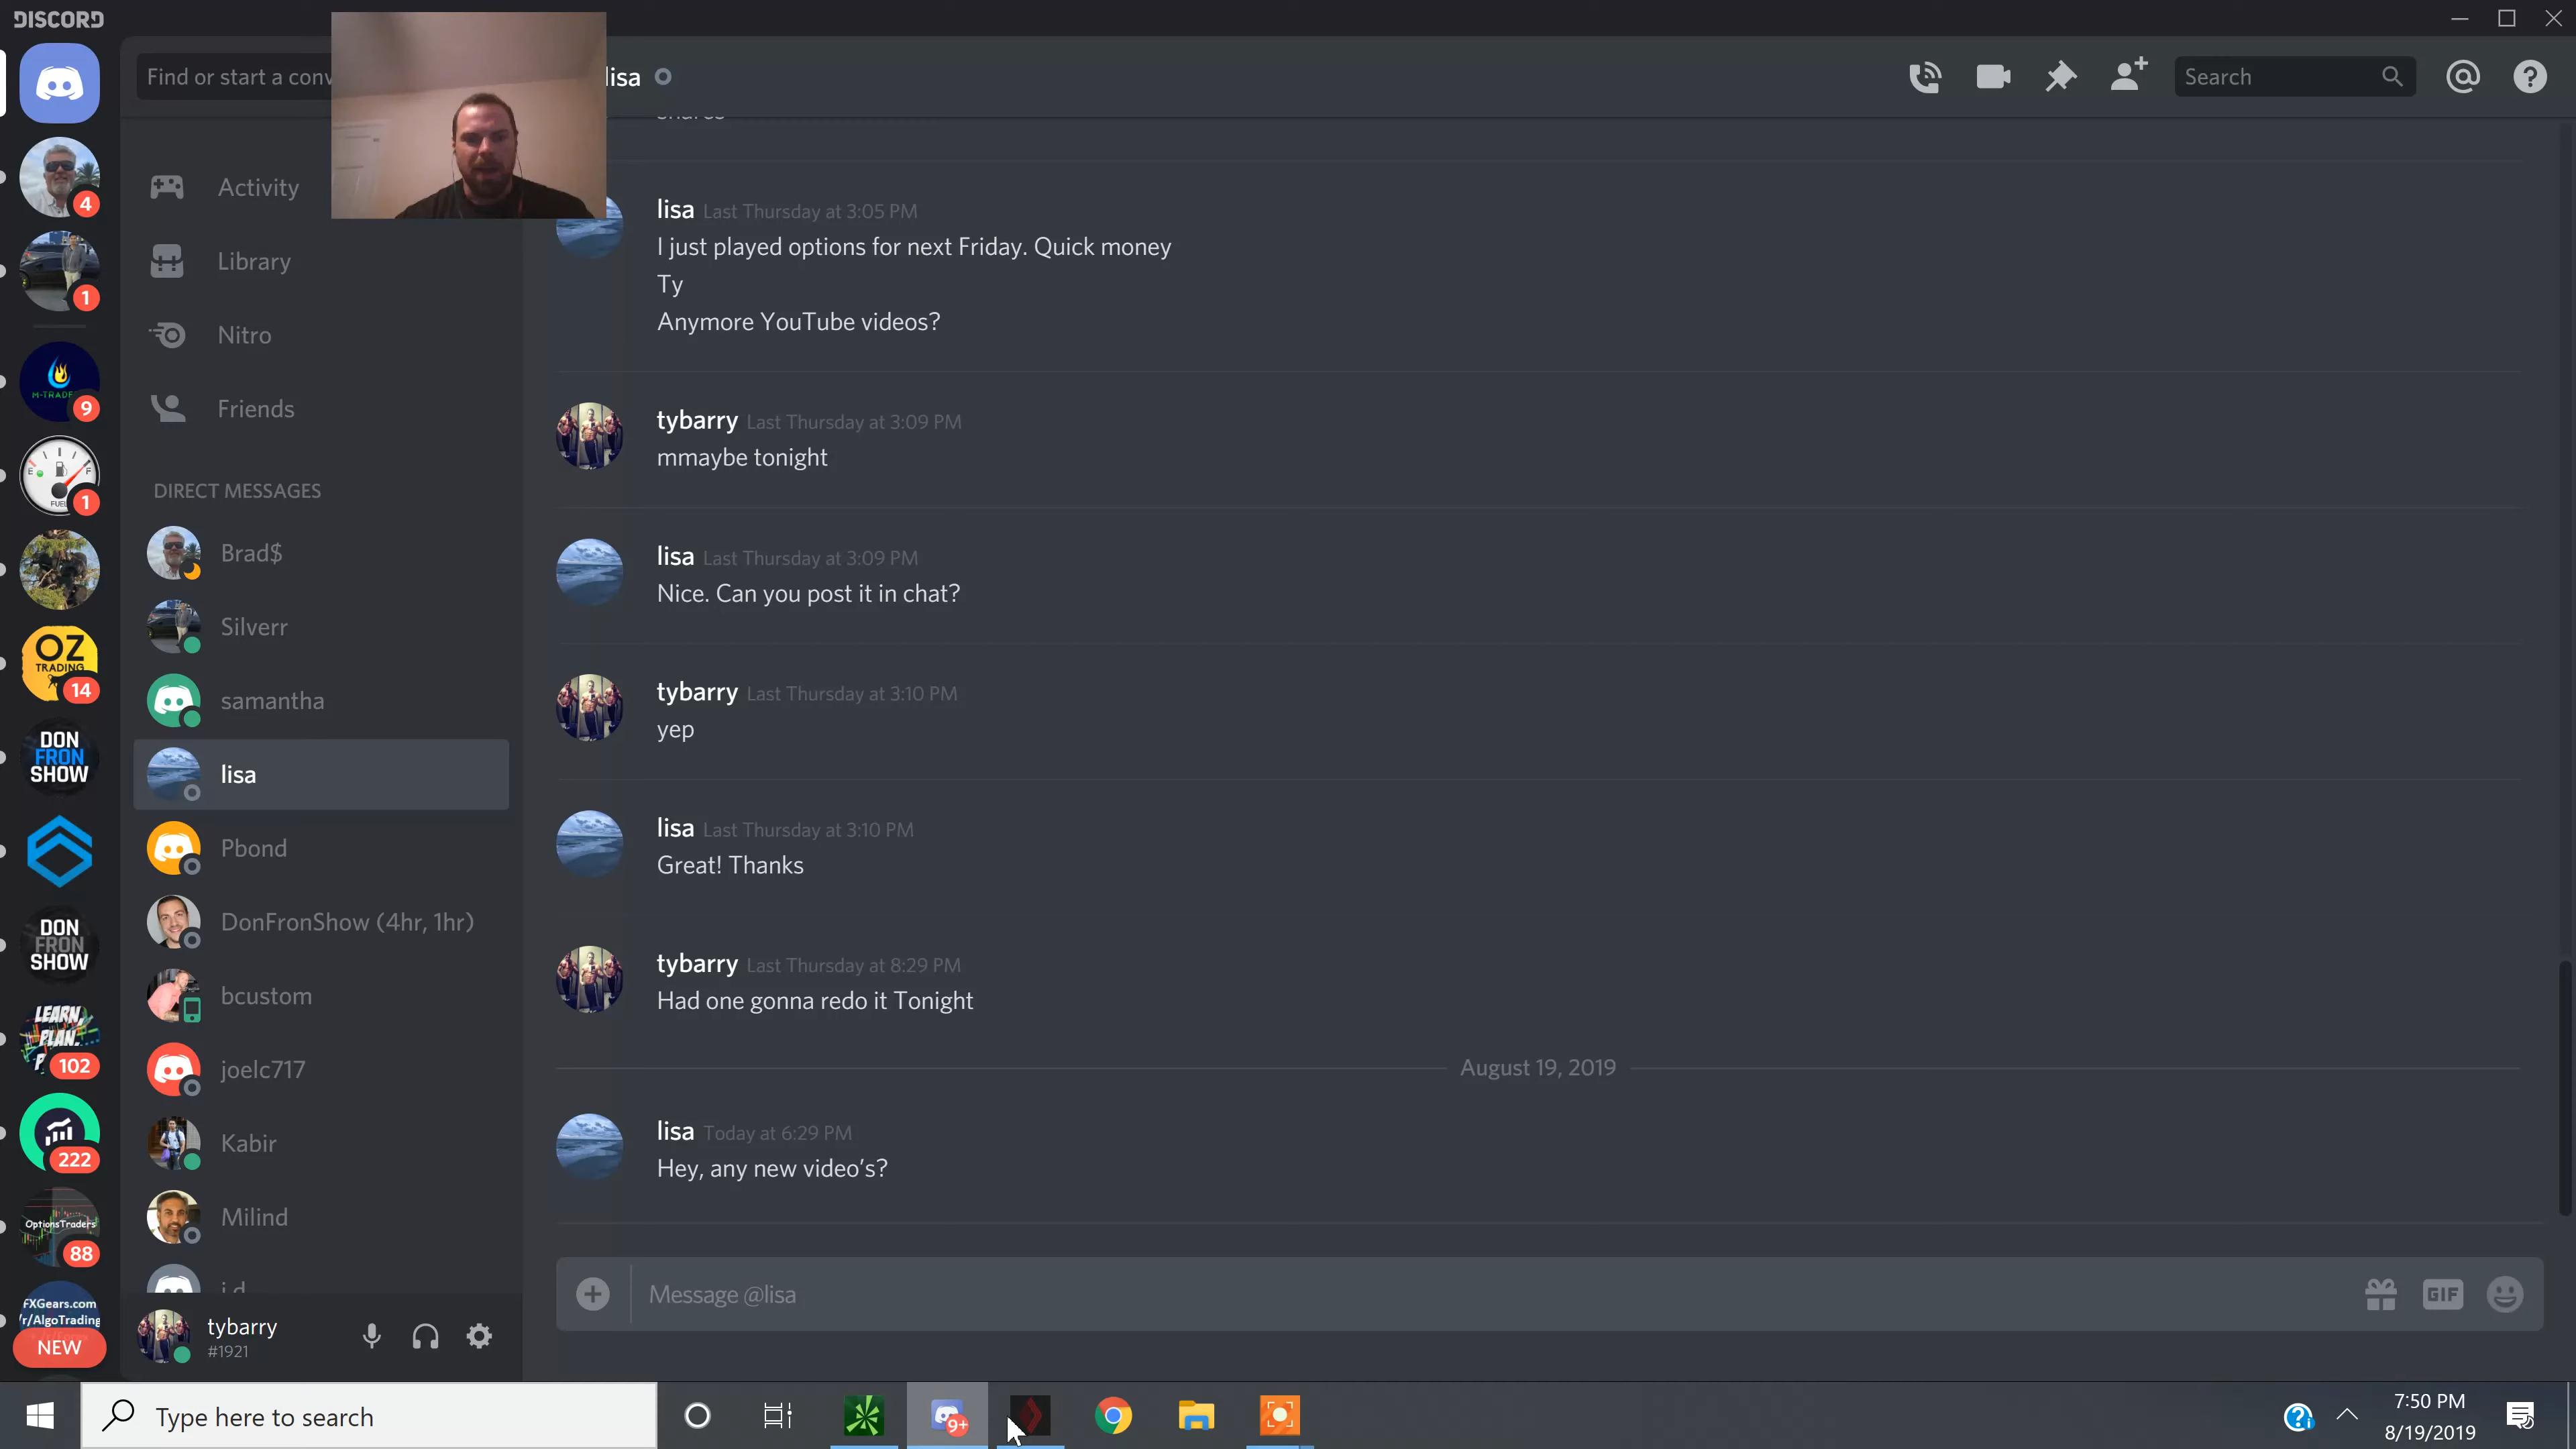 DISCORD
Find or start a conv
lisa
Search
Activity
Library
Nitro
Friends
DIRECT MESSAGES
Brad$
Silverr
samantha
lisa
Pbond
DonFronShow (4hr, 1hr)
bcustom
joelc717
Kabir
Milind
i.d
tybarry
#1921
4
1
M-TRADE
9
E
F
FUEL
1
OZ
TRADING
14
DON
FRON
SHOW
DON
FRON
SHOW
LEARN,
PLAN,
P
102
222
OptionsTraders
88
FXGears.com
/r/AlgoTrading
NEW
shares
lisa Last Thursday at 3:05 PM
I just played options for next Friday. Quick money
Ty
Anymore YouTube videos?
tybarry Last Thursday at 3:09 PM
mmaybe tonight
lisa Last Thursday at 3:09 PM
Nice. Can you post it in chat?
tybarry Last Thursday at 3:10 PM
yep
lisa Last Thursday at 3:10 PM
Great! Thanks
tybarry Last Thursday at 8:29 PM
Had one gonna redo it Tonight
August 19, 2019
lisa Today at 6:29 PM
Hey, any new video's?
Message @lisa
GIF
Type here to search
9+
7:50 PM
8/19/2019